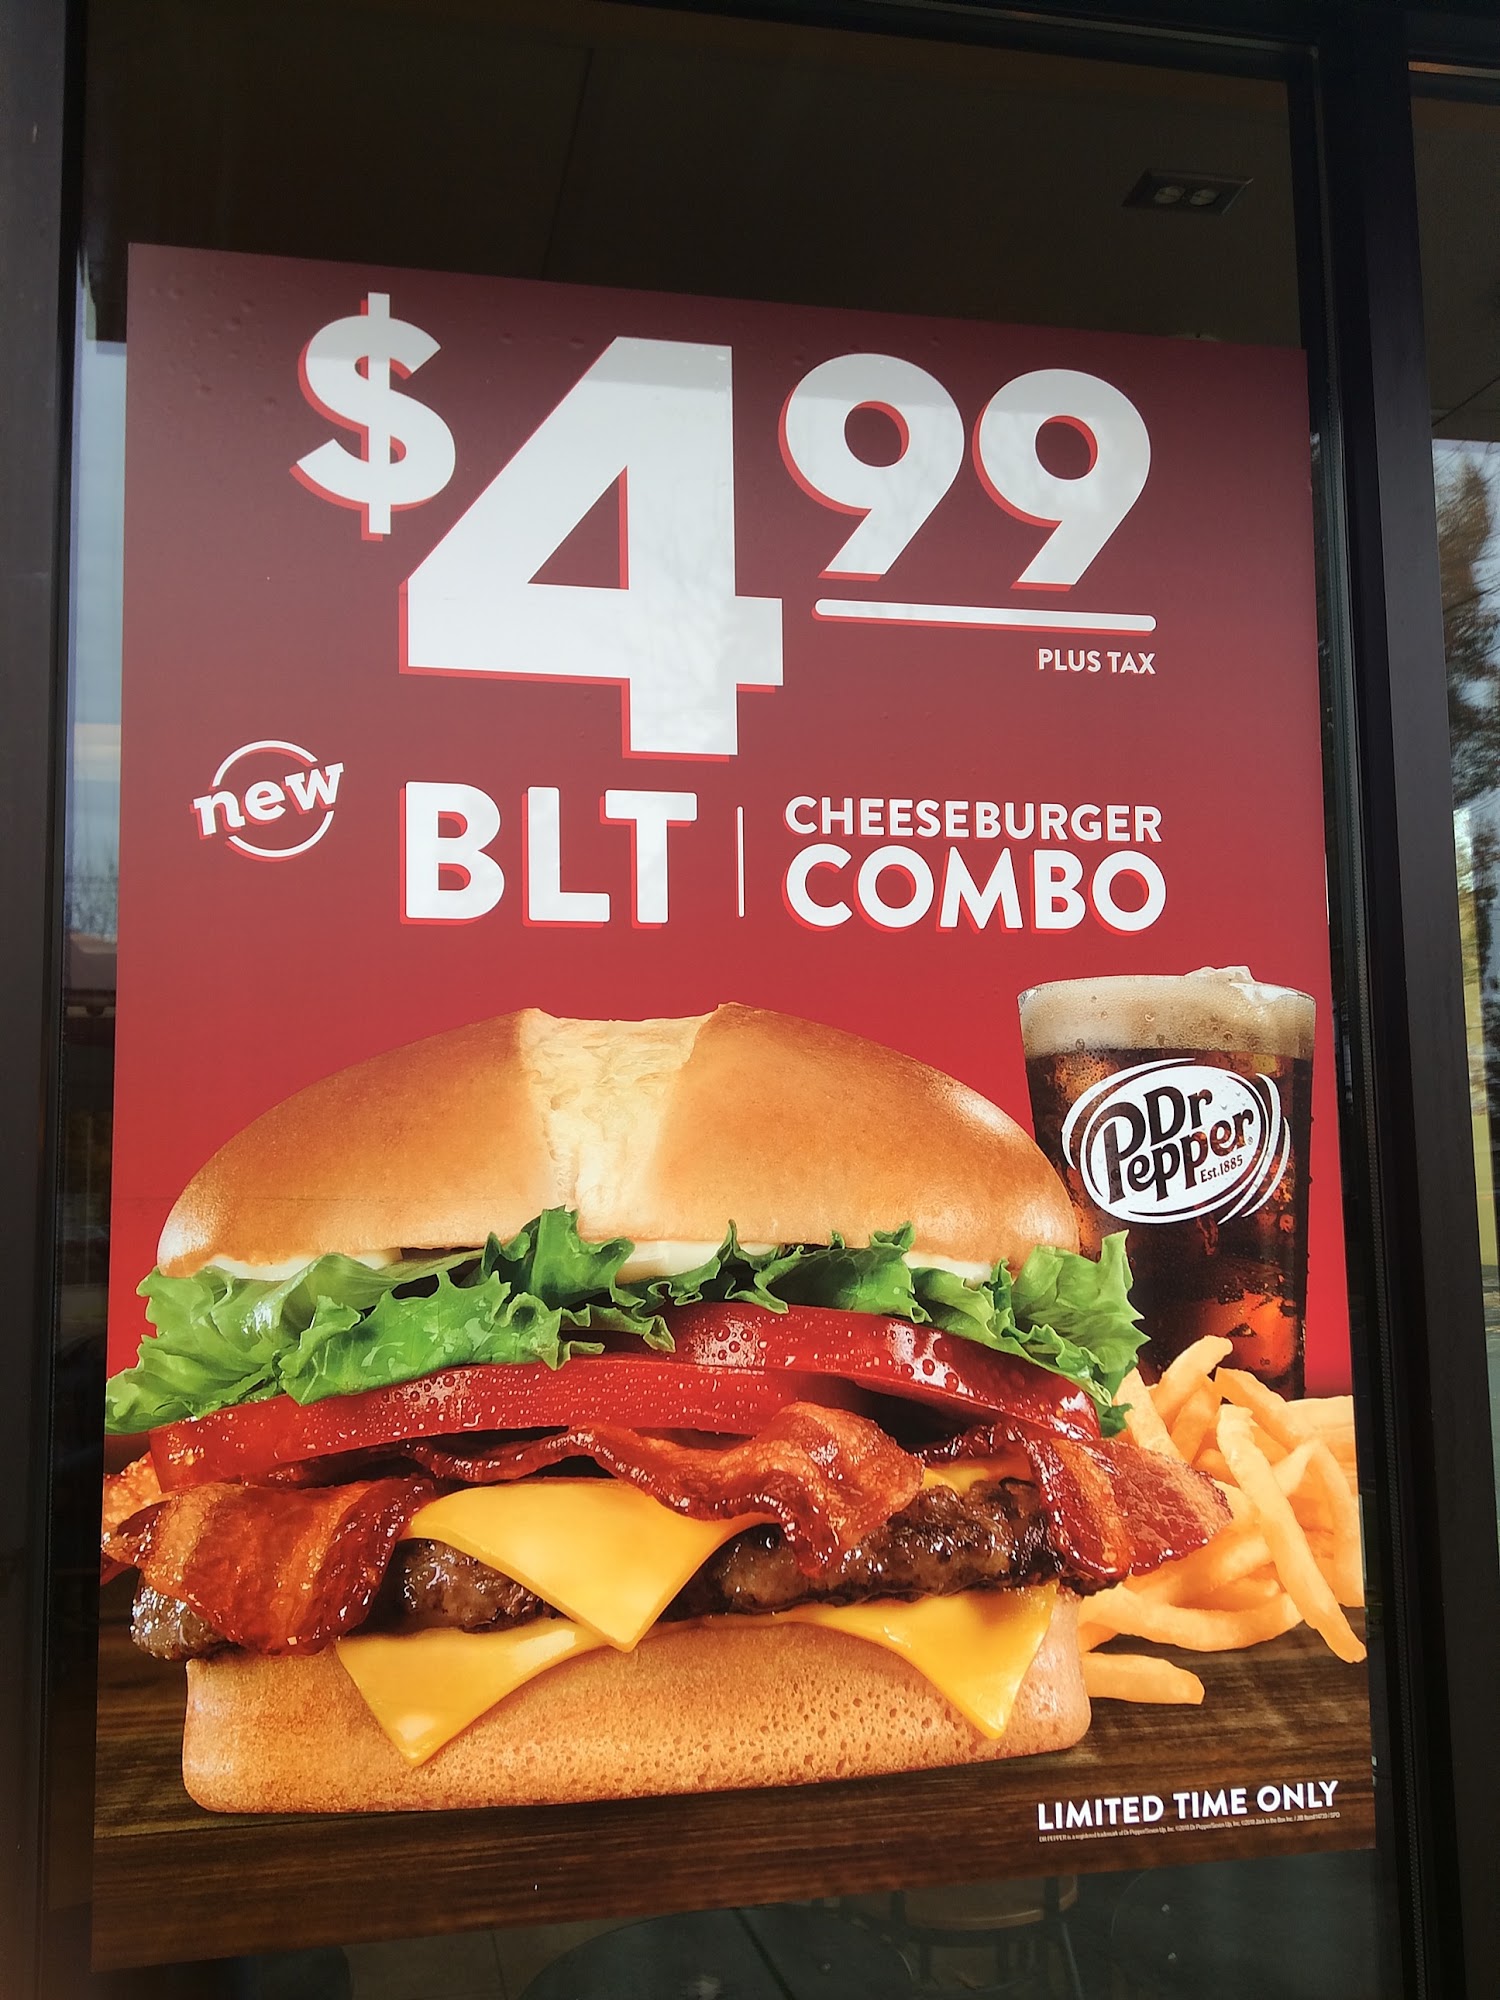 $4.99
PLUS TAX
new
BLT
CHEESEBURGER
COMBO
Dr
Pepper
Est.1885
LIMITED TIME ONLY